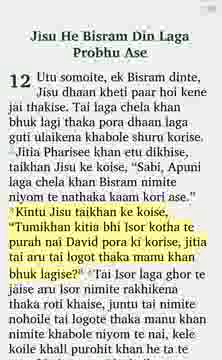 Jisu He Bisram Din Laga
Probhu Ase
12 Utu somoite, ek Bisram dinte,
Jisu dhaan kheti paar hoi kene
jai thakise. Tai laga chela khan
bhuk lagi thaka pora dhaan laga
guti ulaikena khabole shuru korise.
Jitia Pharisee khan etu dikhise,
taikhan Jisu ke koise, “Sabi, Apuni
laga chela khan Bisram nimite
niyom te nathaka kaam kori ase.”
3 Kintu Jisu taikhan ke koise,
“Tumikhan kitia bhi Isor kotha te
purah nai David pora ki korise, jitia
tai aru tai logot thaka manu khan
bhuk lagise?” 4 Tai Isor laga ghor te
jaise aru Isor nimite rakhikena
thaka roti khaise, juntu tai nimite
nohoile tai logote thaka manu khan
nimite khabole niyom te nai, kele
koile khali purohit khan he ta te